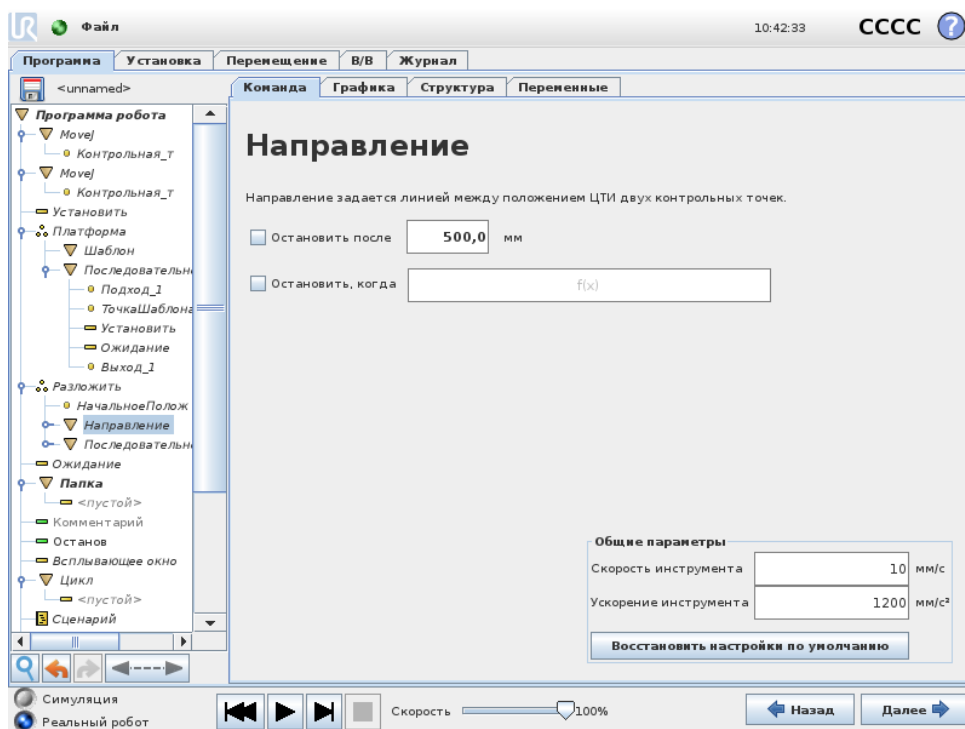 UR Файл 10:42:33 CCCC ?
Программа Установка Перемещение В/В Журнал
<unnamed>
Команда Графика Структура Переменные
Программа робота
MoveJ
Контрольная_т
MoveJ
Контрольная_т
Установить
Платформа
Шаблон
Последовательн
Подход_1
ТочкаШаблона
Установить
Ожидание
Выход_1
Разложить
НачальноеПолож
Направление
Последовательн
Ожидание
Папка
<пустой>
Комментарий
Останов
Всплывающее окно
Цикл
<пустой>
Сценарий
Направление
Направление задается линией между положением ЦТИ двух контрольных точек.
Остановить после 500,0 мм
Остановить, когда f(x)
Общие параметры
Скорость инструмента 10 мм/с
Ускорение инструмента 1200 мм/с²
Восстановить настройки по умолчанию
Симуляция
Реальный робот
Скорость 100%
Назад Далее